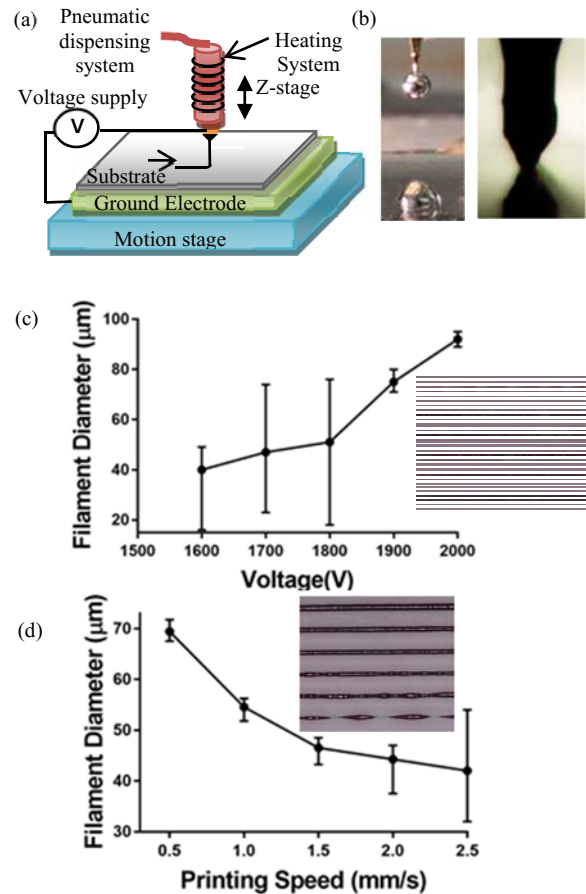 (a)
Pneumatic
dispensing
system
Heating
System
Z-stage
Voltage supply
V
Substrate
Ground Electrode
Motion stage
(b)
(c)
Filament Diameter (μm)
100
80
60
40
20
1500
1600
1700
1800
1900
2000
Voltage(V)
(d)
Filament Diameter (μm)
70
60
50
40
30
0.5
1.0
1.5
2.0
2.5
Printing Speed (mm/s)